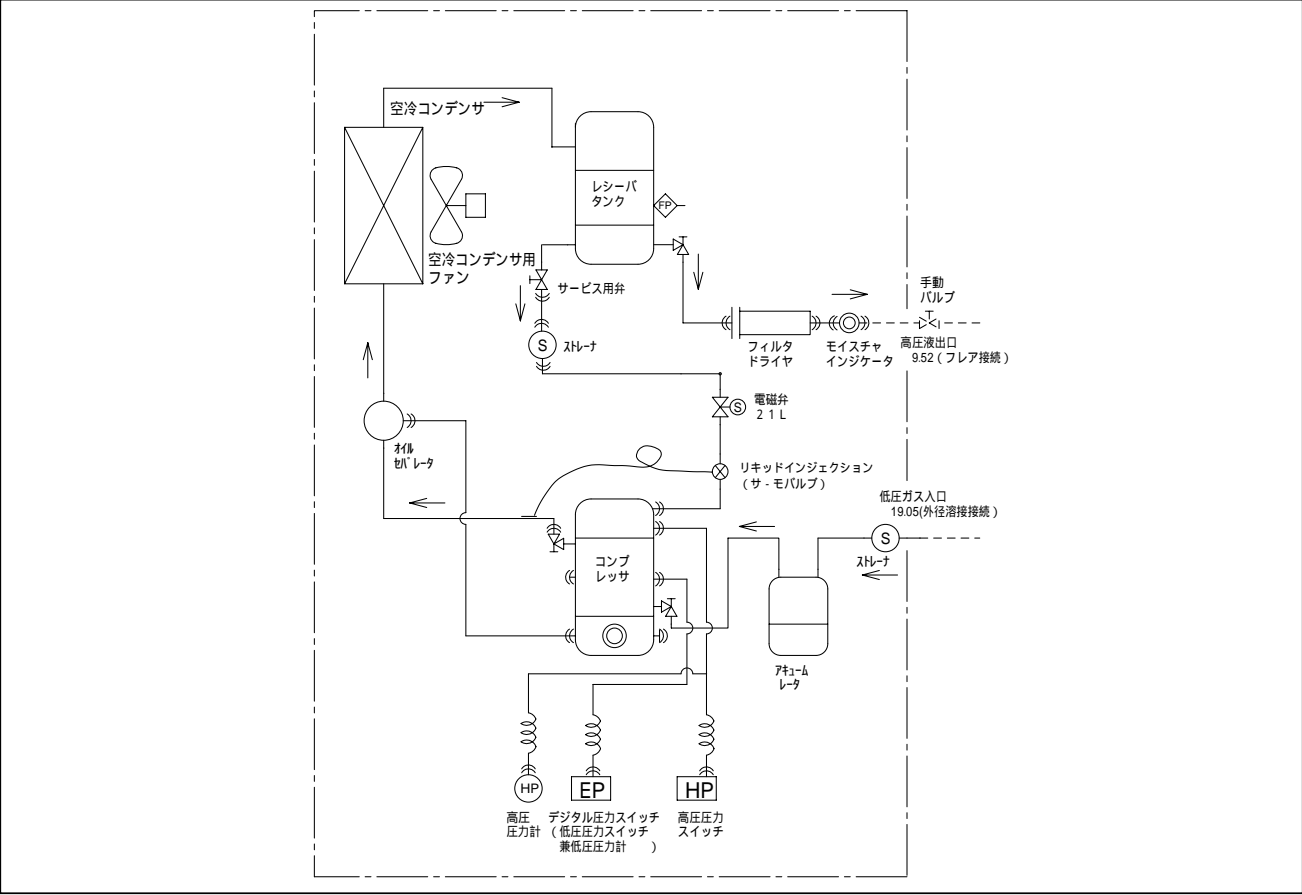 空冷コンデンサ
レシーバ
タンク
FP
空冷コンデンサ用
ファン
サービス用弁
手動
バルブ
S
ストレーナ
フィルタ
ドライヤ
モイスチャ
インジケータ
高圧液出口
9.52（フレア接続）
S
電磁弁
２１Ｌ
オイル
セパレータ
リキッドインジェクション
（サ-モバルブ）
低圧ガス入口
19.05(外径溶接接続）
S
ストレーナ
コンプ
レッサ
アキューム
レータ
HP
EP
HP
高圧
圧力計
デジタル圧力スイッチ
（低圧圧力スイッチ
兼低圧圧力計　）
高圧圧力
スイッチ